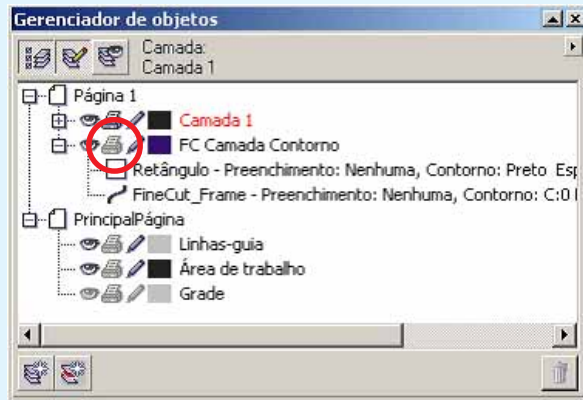 Gerenciador de objetos
Camada:
Camada 1
Página 1
Camada 1
FC Camada Contorno
Retângulo - Preenchimento: Nenhuma, Contorno: Preto Esp
FineCut_Frame - Preenchimento: Nenhuma, Contorno: C:0
PrincipalPágina
Linhas-guia
Área de trabalho
Grade